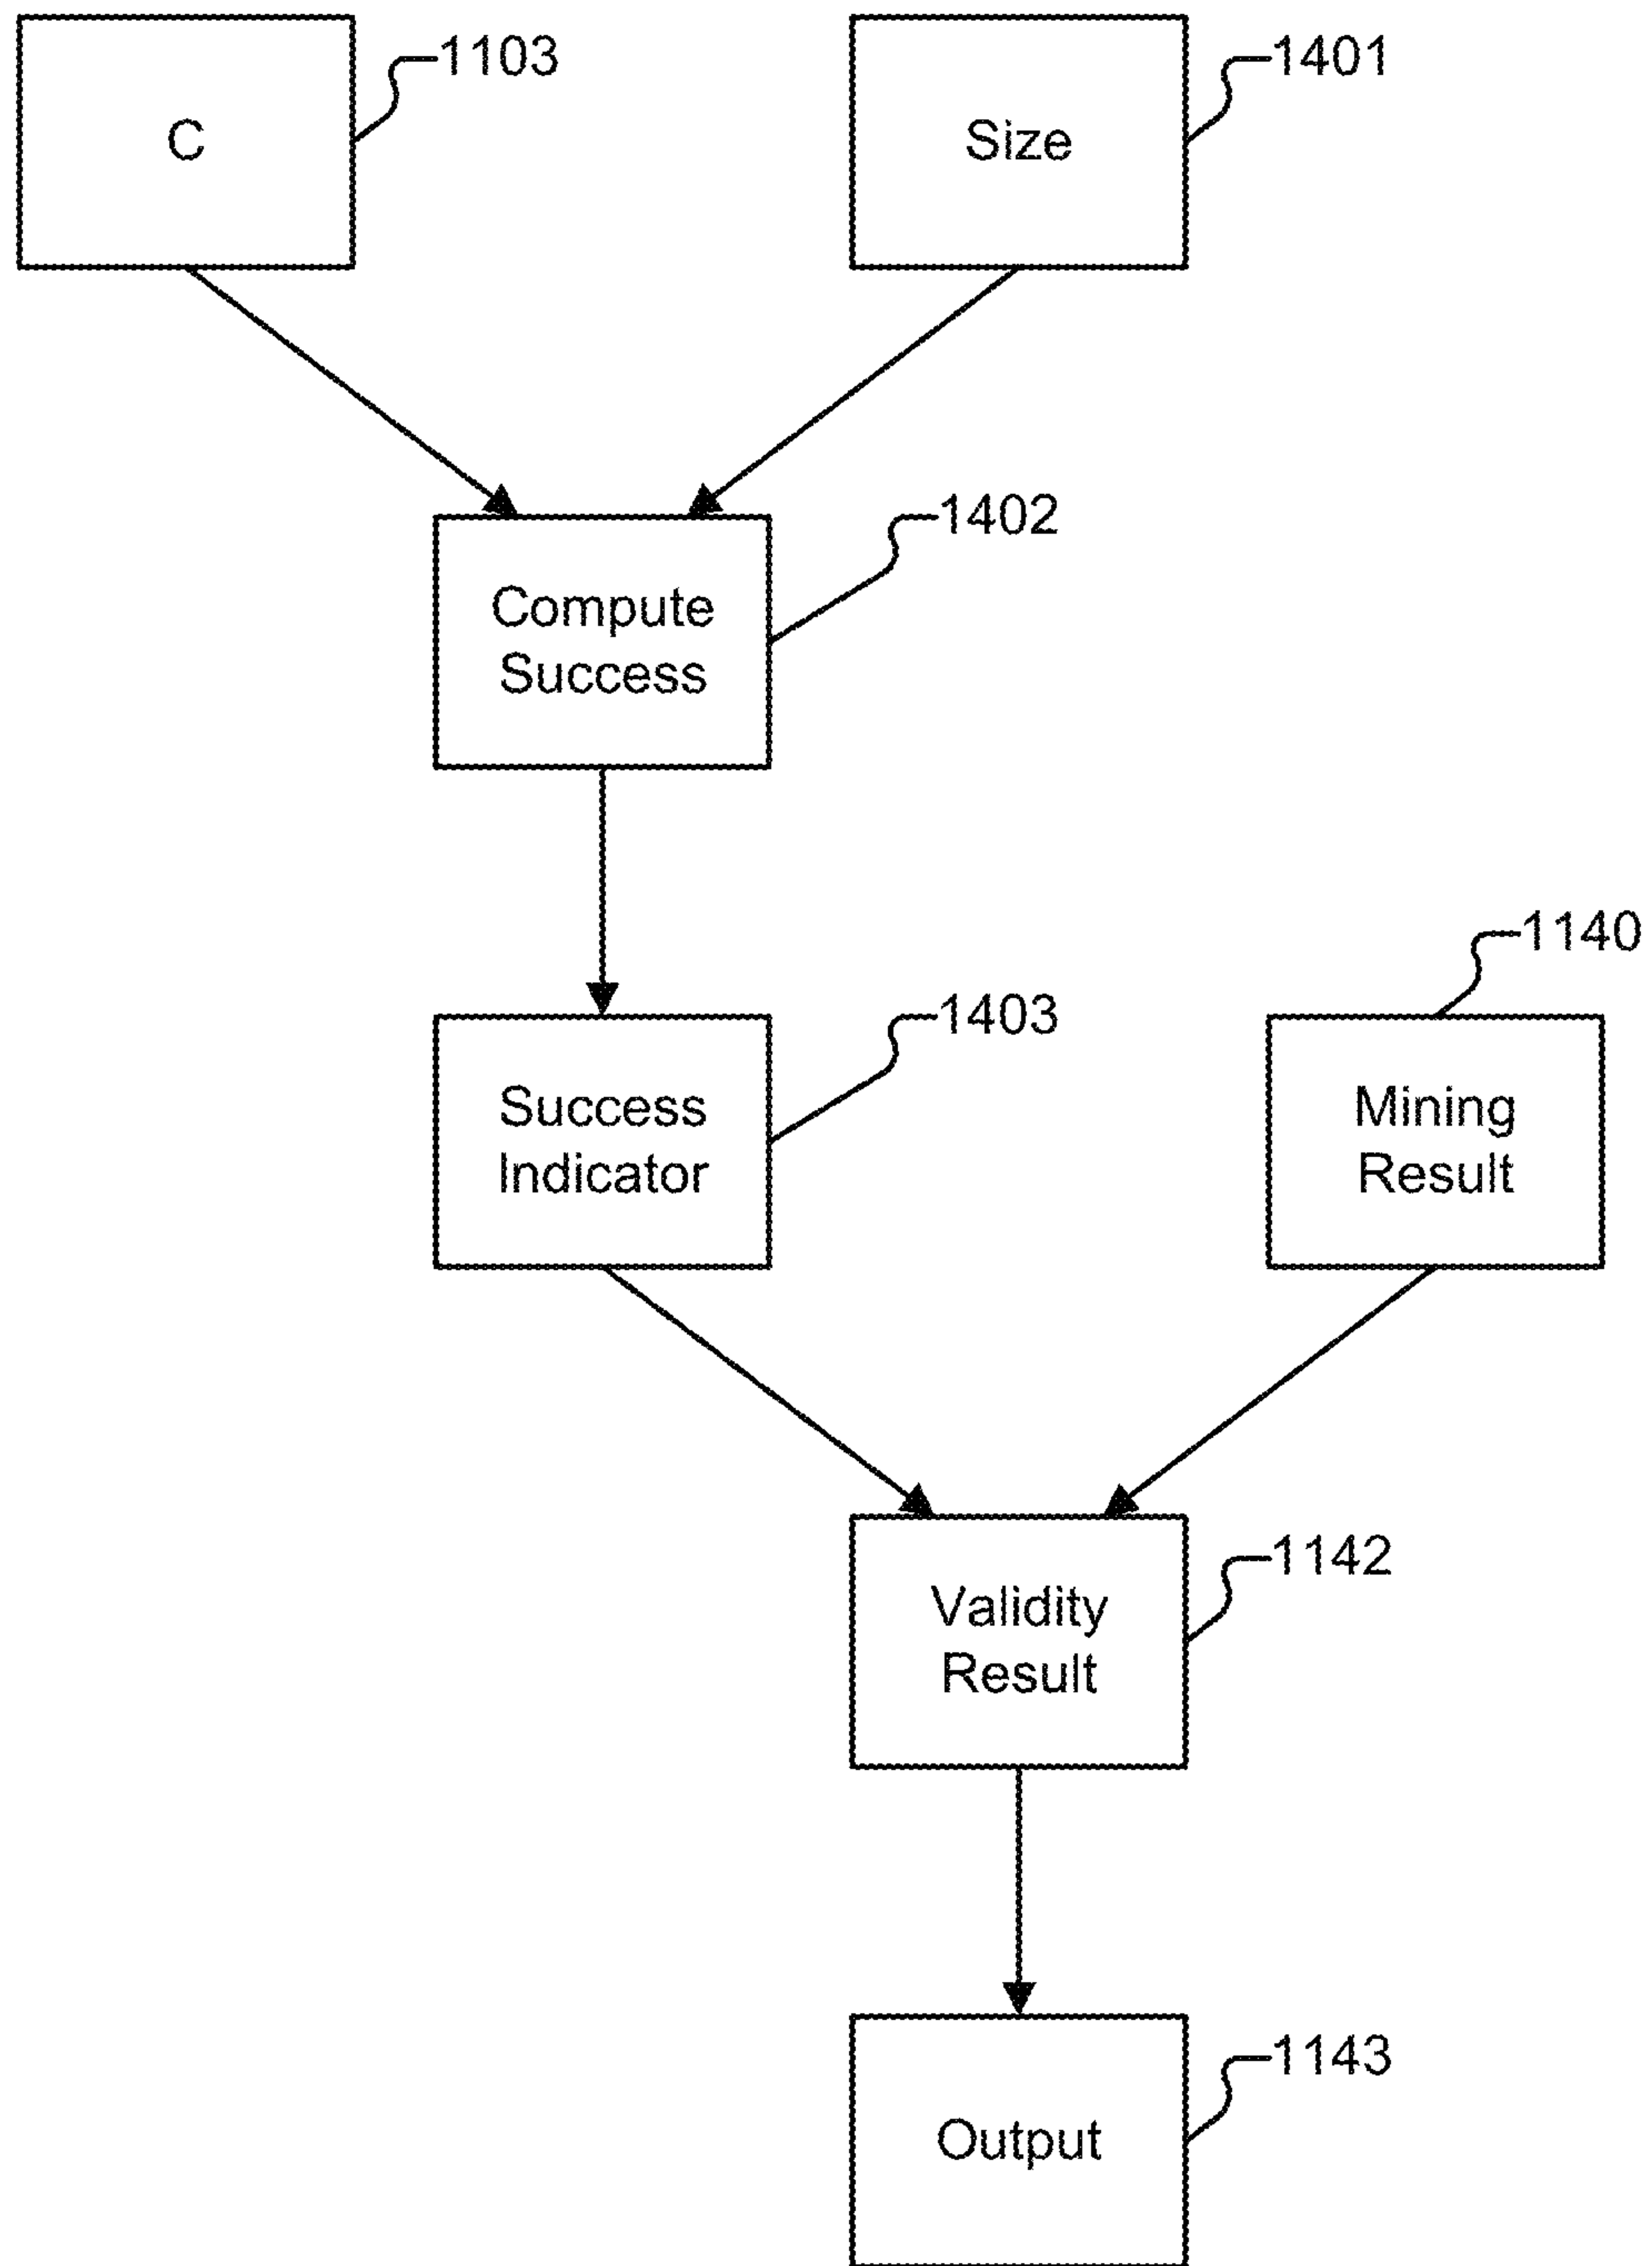 1103
1401
C
Size
1402
Compute
Success
1140
1403
Success
Indicator
Mining
Result
1142
Validity
Result
1143
Output